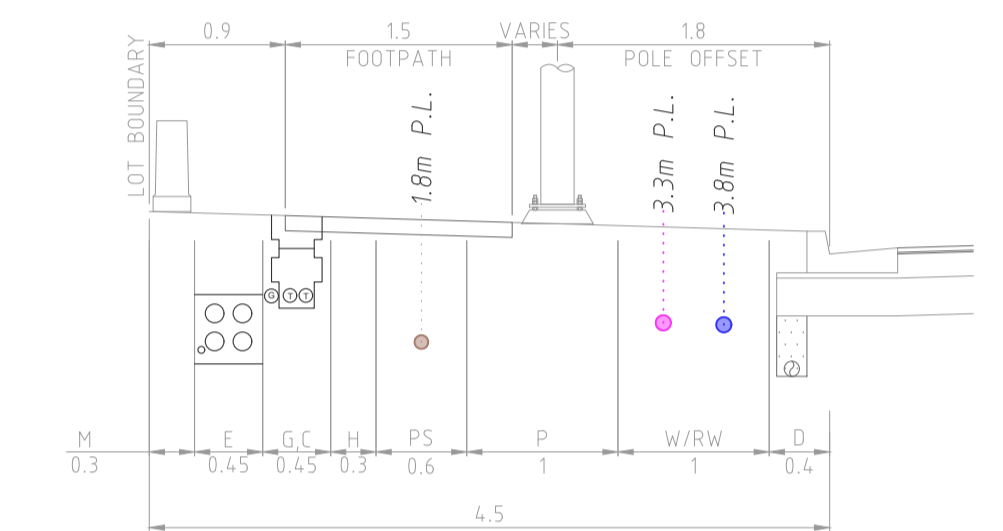 0.9
1.5
VARIES
1.8
FOOTPATH
POLE OFFSET
LOT BOUNDARY
1.8m P.L.
3.3m P.L.
3.8m P.L.
G T T
M E G,C H PS P W/RW D
0.3 0.45 0.45 0.3 0.6 1 1 0.4
4.5